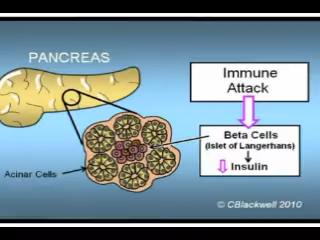 PANCREAS
Immune
Attack
Beta Cells
(Islet of Langerhans)
Insulin
Acinar Cells
© CBlackwell 2010